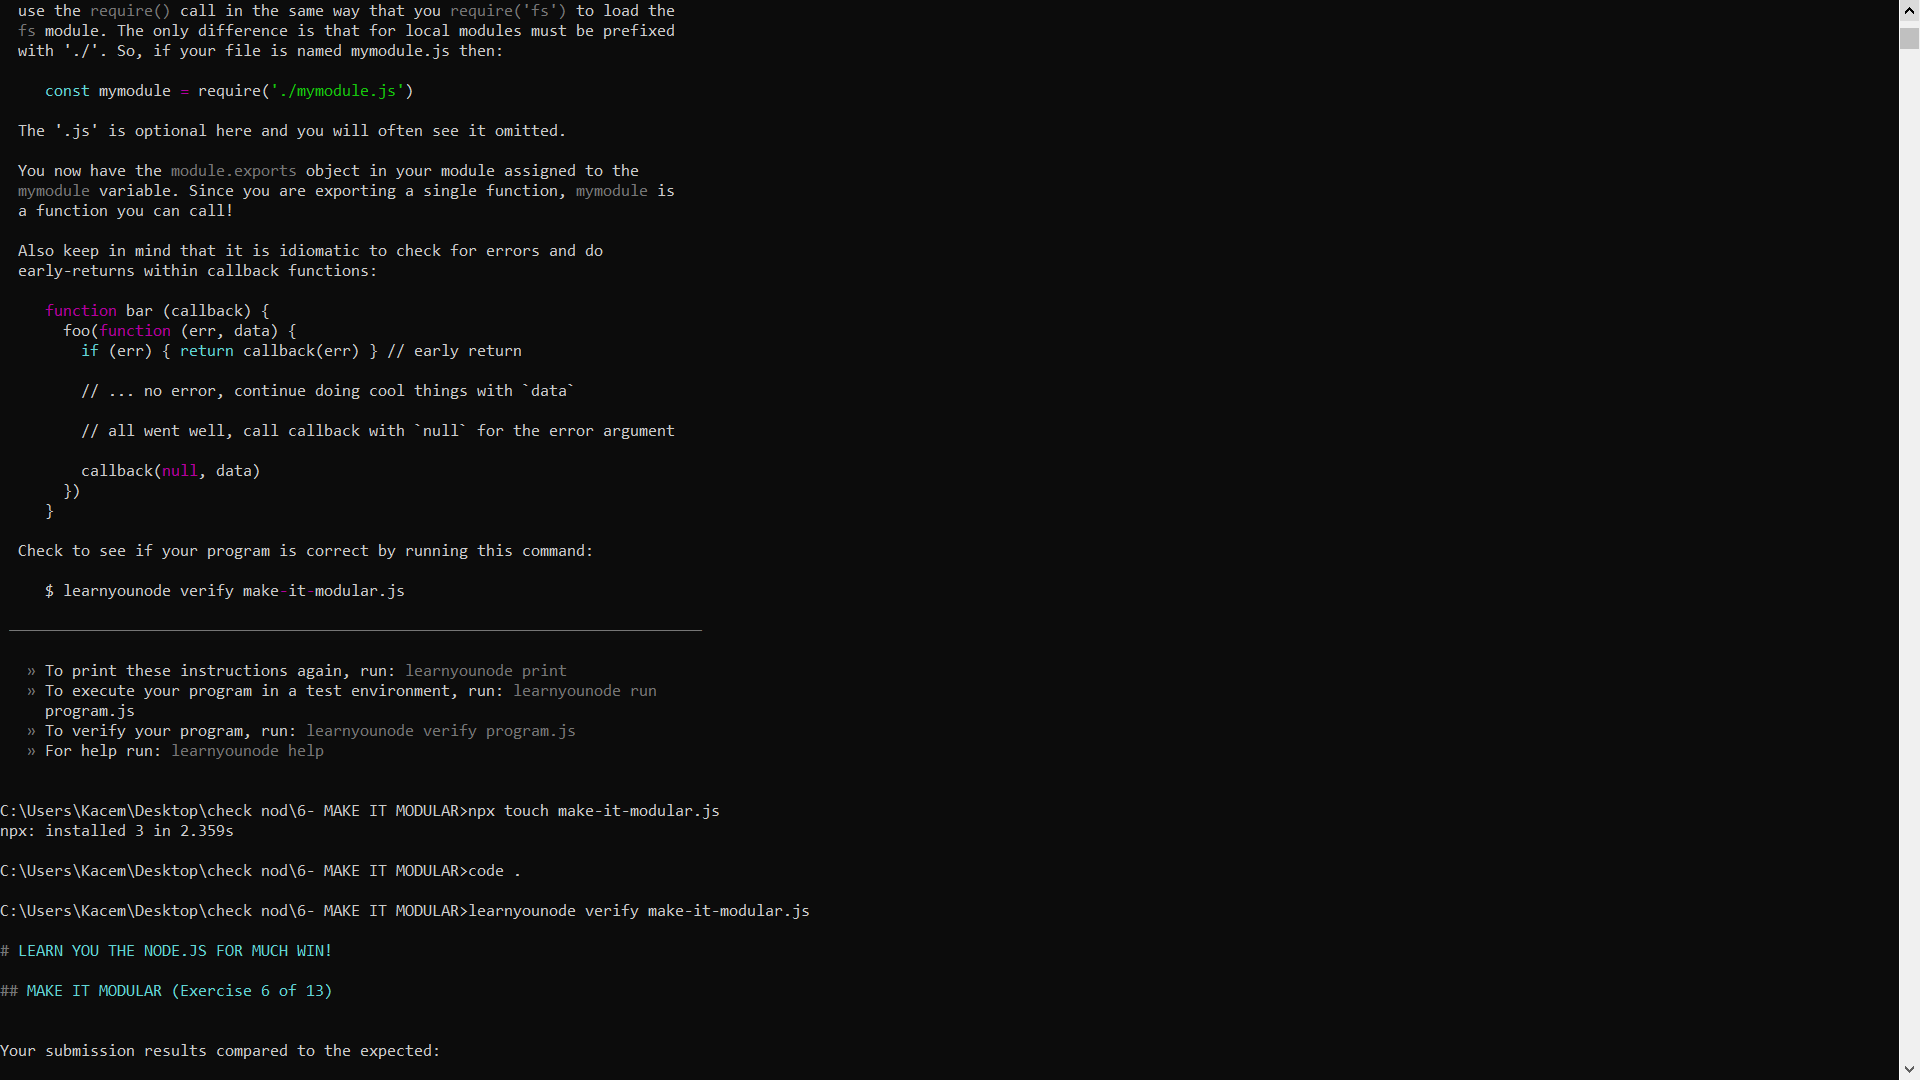 use the require() call in the same way that you require('fs') to load the
fs module. The only difference is that for local modules must be prefixed
with './'. So, if your file is named mymodule.js then:
const mymodule = require('./mymodule.js')
The '.js' is optional here and you will often see it omitted.
You now have the module.exports object in your module assigned to the
mymodule variable. Since you are exporting a single function, mymodule is
a function you can call!
Also keep in mind that it is idiomatic to check for errors and do
early-returns within callback functions:
function bar (callback) {
foo(function (err, data) {
if (err) { return callback(err) } // early return
// ... no error, continue doing cool things with `data`
// all went well, call callback with `null` for the error argument
callback(null, data)
})
}
Check to see if your program is correct by running this command:
$ learnyounode verify make-it-modular.js
» To print these instructions again, run: learnyounode print
» To execute your program in a test environment, run: learnyounode run
program.js
» To verify your program, run: learnyounode verify program.js
» For help run: learnyounode help
C:\Users\Kacem\Desktop\check nod\6- MAKE IT MODULAR>npx touch make-it-modular.js
npx: installed 3 in 2.359s
C:\Users\Kacem\Desktop\check nod\6- MAKE IT MODULAR>code .
C:\Users\Kacem\Desktop\check nod\6- MAKE IT MODULAR>learnyounode verify make-it-modular.js
# LEARN YOU THE NODE.JS FOR MUCH WIN!
## MAKE IT MODULAR (Exercise 6 of 13)
Your submission results compared to the expected: